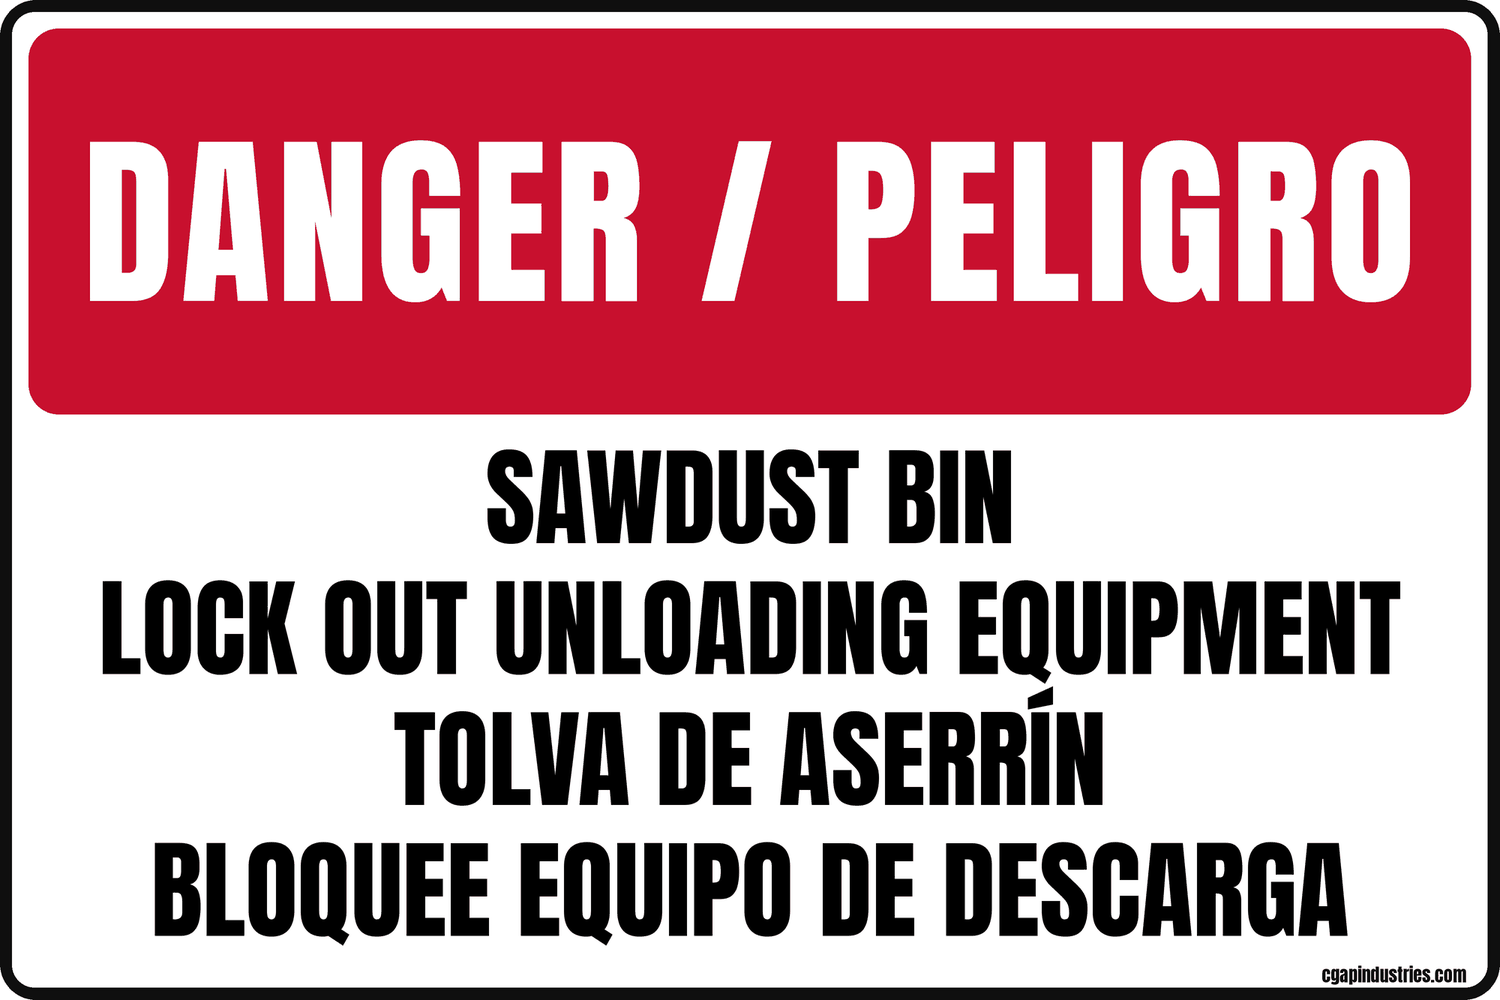 DANGER / PELIGRO
SAWDUST BIN
LOCK OUT UNLOADING EQUIPMENT
TOLVA DE ASERRÍN
BLOQUEE EQUIPO DE DESCARGA
cgapindustries.com